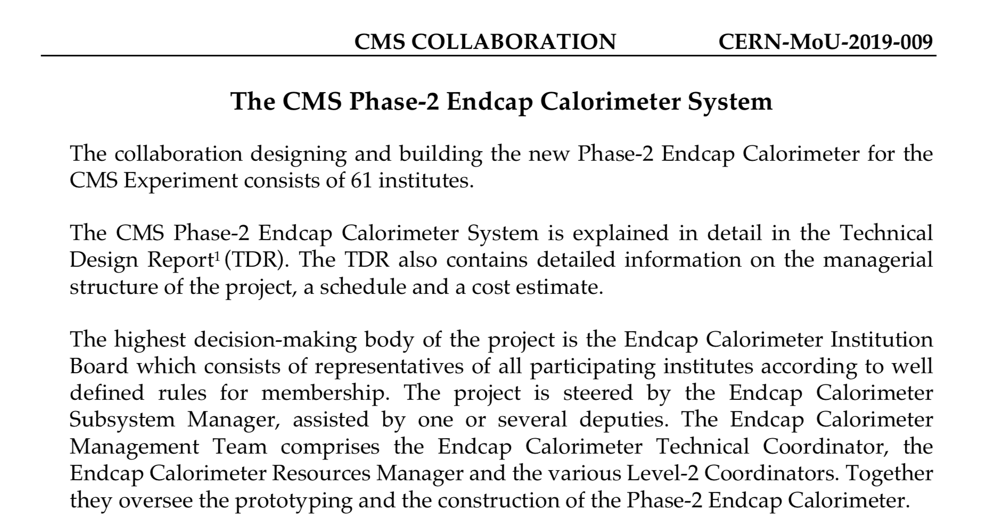 CMS COLLABORATION CERN-MoU-2019-009
The CMS Phase-2 Endcap Calorimeter System
The collaboration designing and building the new Phase-2 Endcap Calorimeter for the
CMS Experiment consists of 61 institutes.
The CMS Phase-2 Endcap Calorimeter System is explained in detail in the Technical
Design Report¹ (TDR). The TDR also contains detailed information on the managerial
structure of the project, a schedule and a cost estimate.
The highest decision-making body of the project is the Endcap Calorimeter Institution
Board which consists of representatives of all participating institutes according to well
defined rules for membership. The project is steered by the Endcap Calorimeter
Subsystem Manager, assisted by one or several deputies. The Endcap Calorimeter
Management Team comprises the Endcap Calorimeter Technical Coordinator, the
Endcap Calorimeter Resources Manager and the various Level-2 Coordinators. Together
they oversee the prototyping and the construction of the Phase-2 Endcap Calorimeter.